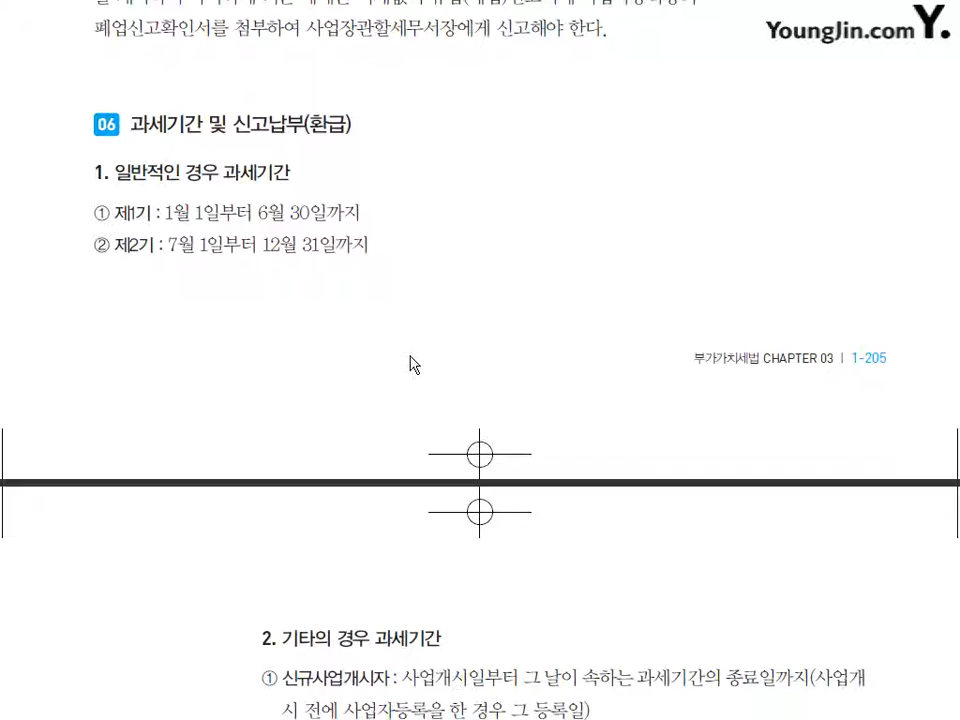 YoungJin.com Y.
폐업신고확인서를 첨부하여 사업장관할세무서장에게 신고해야 한다.
06 과세기간 및 신고납부(환급)
1. 일반적인 경우 과세기간
① 제1기 : 1월 1일부터 6월 30일까지
② 제2기 : 7월 1일부터 12월 31일까지
부가가치세법 CHAPTER 03 | 1-205
2. 기타의 경우 과세기간
① 신규사업개시자 : 사업개시일부터 그 날이 속하는 과세기간의 종료일까지(사업개
시 전에 사업자등록을 한 경우 그 등록일)